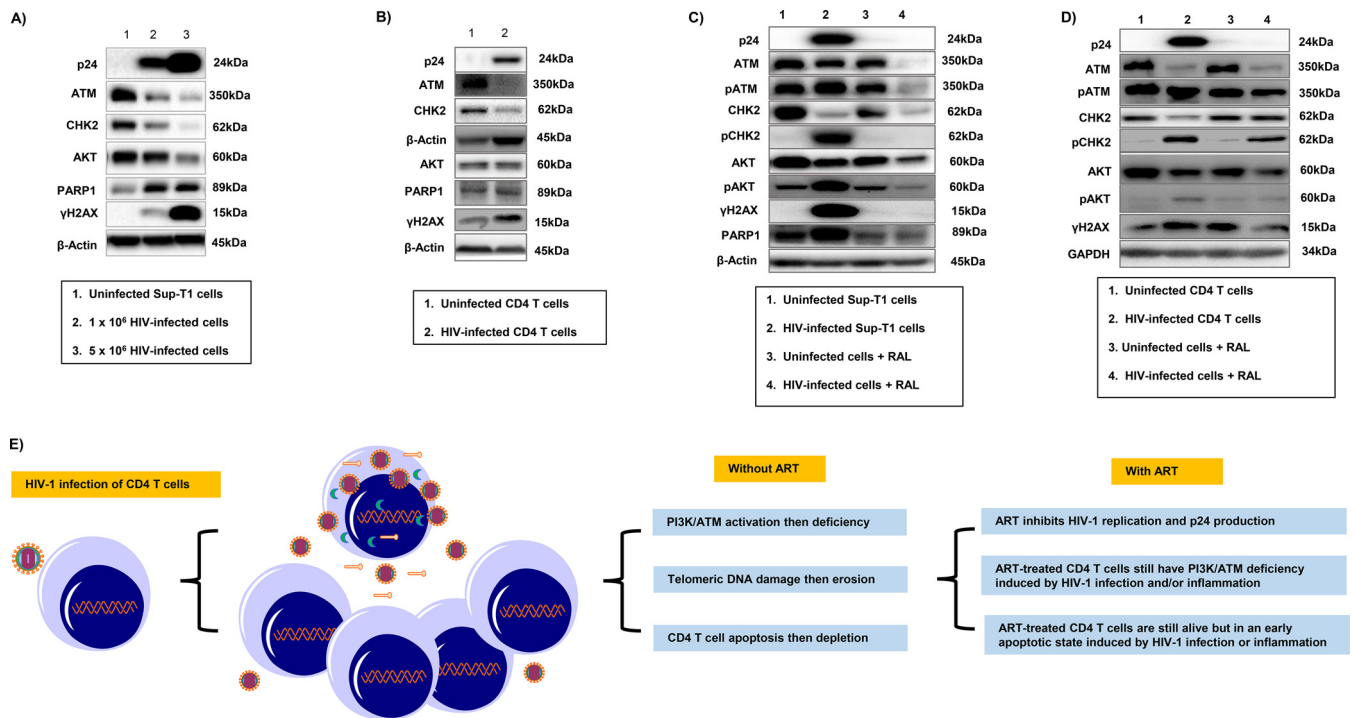 A)
1 2 3
p24 24kDa
ATM 350kDa
CHK2 62kDa
AKT 60kDa
PARP1 89kDa
γH2AX 15kDa
β-Actin 45kDa
1. Uninfected Sup-T1 cells
2. 1 x 10⁶ HIV-infected cells
3. 5 x 10⁶ HIV-infected cells
B)
1 2
p24 24kDa
ATM 350kDa
CHK2 62kDa
β-Actin 45kDa
AKT 60kDa
PARP1 89kDa
γH2AX 15kDa
β-Actin 45kDa
1. Uninfected CD4 T cells
2. HIV-infected CD4 T cells
C)
1 2 3 4
p24 24kDa
ATM 350kDa
pATM 350kDa
CHK2 62kDa
pCHK2 62kDa
AKT 60kDa
pAKT 60kDa
γH2AX 15kDa
PARP1 89kDa
β-Actin 45kDa
1 Uninfected Sup-T1 cells
2 HIV-infected Sup-T1 cells
3 Uninfected cells + RAL
4 HIV-infected cells + RAL
D)
1 2 3 4
p24 24kDa
ATM 350kDa
pATM 350kDa
CHK2 62kDa
pCHK2 62kDa
AKT 60kDa
pAKT 60kDa
γH2AX 15kDa
GAPDH 34kDa
1. Uninfected CD4 T cells
2. HIV-infected CD4 T cells
3. Uninfected cells + RAL
4. HIV-infected cells + RAL
E)
HIV-1 infection of CD4 T cells
Without ART
PI3K/ATM activation then deficiency
Telomeric DNA damage then erosion
CD4 T cell apoptosis then depletion
With ART
ART inhibits HIV-1 replication and p24 production
ART-treated CD4 T cells still have PI3K/ATM deficiency
induced by HIV-1 infection and/or inflammation
ART-treated CD4 T cells are still alive but in an early
apoptotic state induced by HIV-1 infection or inflammation